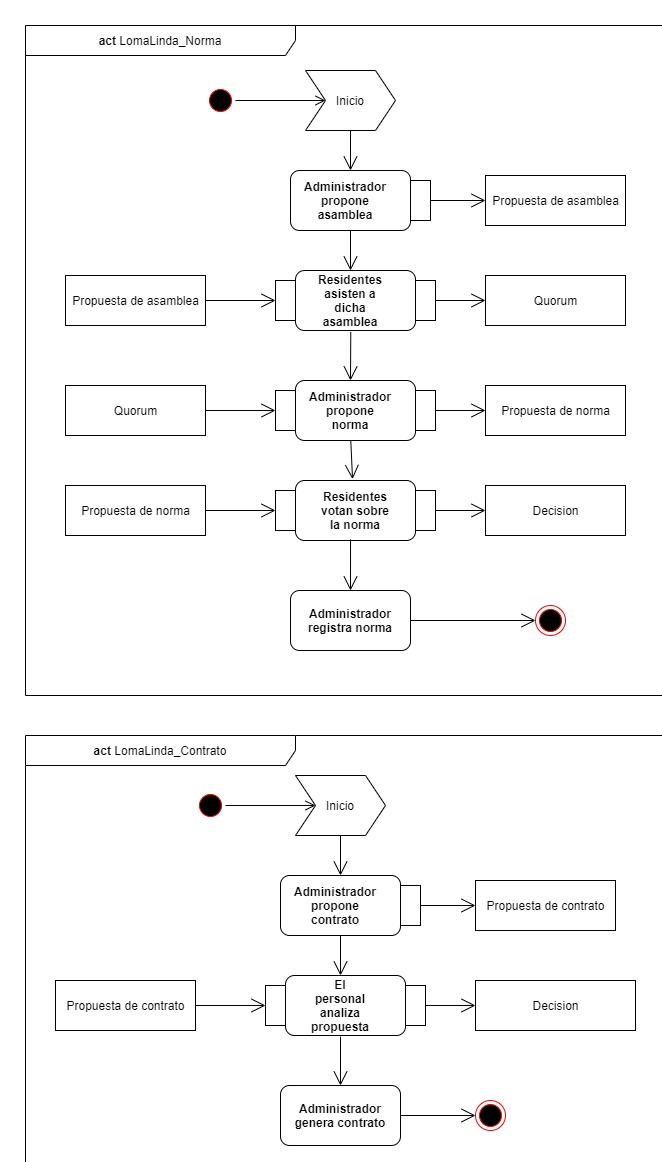 act LomaLinda_Norma
Inicio
Administrador
propone
asamblea
Propuesta de asamblea
Propuesta de asamblea
Residentes
asisten a
dicha
asamblea
Quorum
Quorum
Administrador
propone
norma
Propuesta de norma
Propuesta de norma
Residentes
votan sobre
la norma
Decision
Administrador
registra norma
act LomaLinda_Contrato
Inicio
Administrador
propone
contrato
Propuesta de contrato
Propuesta de contrato
El
personal
analiza
propuesta
Decision
Administrador
genera contrato